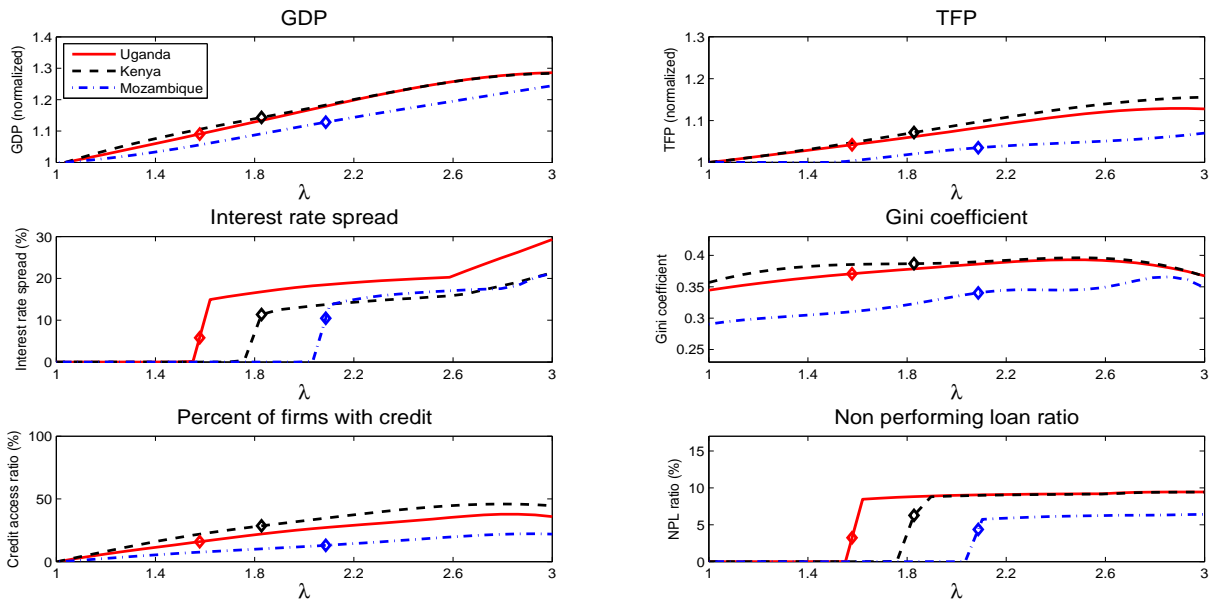 GDP
1.4
1.3
1.2
1.1
1
GDP (normalized)
Uganda
Kenya
Mozambique
1 1.4 1.8 2.2 2.6 3
λ
TFP
1.3
1.2
1.1
1
TFP (normalized)
1 1.4 1.8 2.2 2.6 3
λ
Interest rate spread
30
20
10
0
Interest rate spread (%)
1 1.4 1.8 2.2 2.6 3
λ
Gini coefficient
0.4
0.35
0.3
0.25
Gini coefficient
1 1.4 1.8 2.2 2.6 3
λ
Percent of firms with credit
100
50
0
Credit access ratio (%)
1 1.4 1.8 2.2 2.6 3
λ
Non performing loan ratio
15
10
5
0
NPL ratio (%)
1 1.4 1.8 2.2 2.6 3
λ